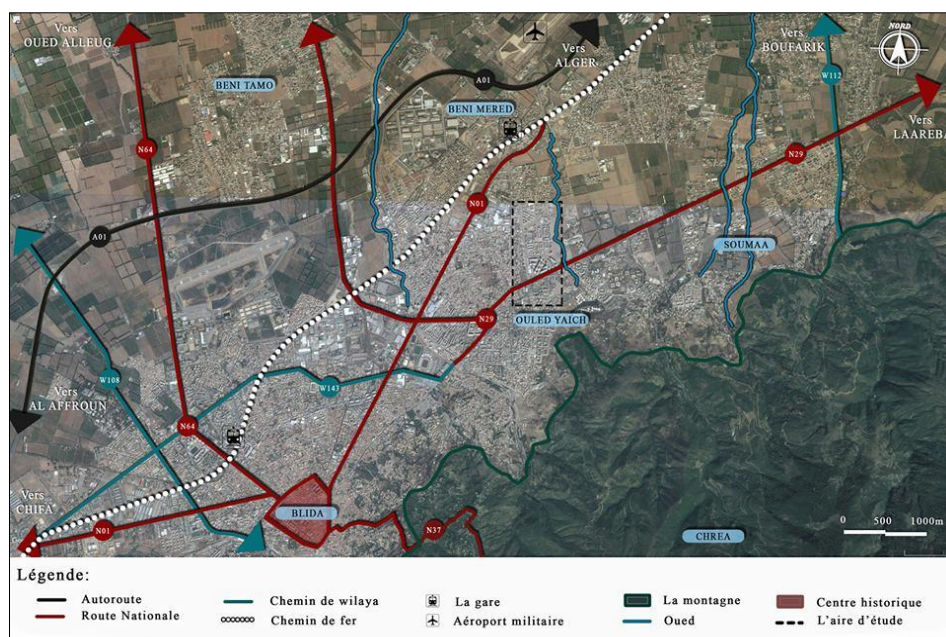 Vers
OUED ALLEUG
BENI TAMO
Vers
ALGER
Vers
BOUFARIK
NORD
A01
W112
BENI MERED
Vers
LAAREBA
N64
N29
N01
A01
SOUMAA
N29
OULED YAICH
W108
W143
Vers
AL AFFROUN
N64
Vers
CHIFA
N01
BLIDA
N37
CHREA
0 500 1000m
Légende:
Autoroute
Route Nationale
Chemin de wilaya
Chemin de fer
La gare
Aéroport militaire
La montagne
Oued
Centre historique
L'aire d'étude